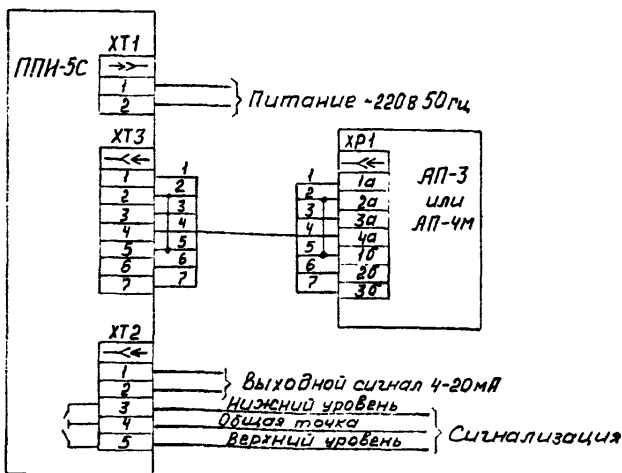 ППИ-5С
XT1
1
2
Питание ~220в 50гц
XT3
1
2
3
4
5
6
7
1
2
3
4
5
6
7
1
2
3
4
5
6
7
XP1
1а
2а
3а
4а
1б
2б
3б
АП-3
или
АП-4М
XT2
1
2
3
4
5
Выходной сигнал 4-20мА
Нижний уровень
Общая точка
Верхний уровень
Сигнализация